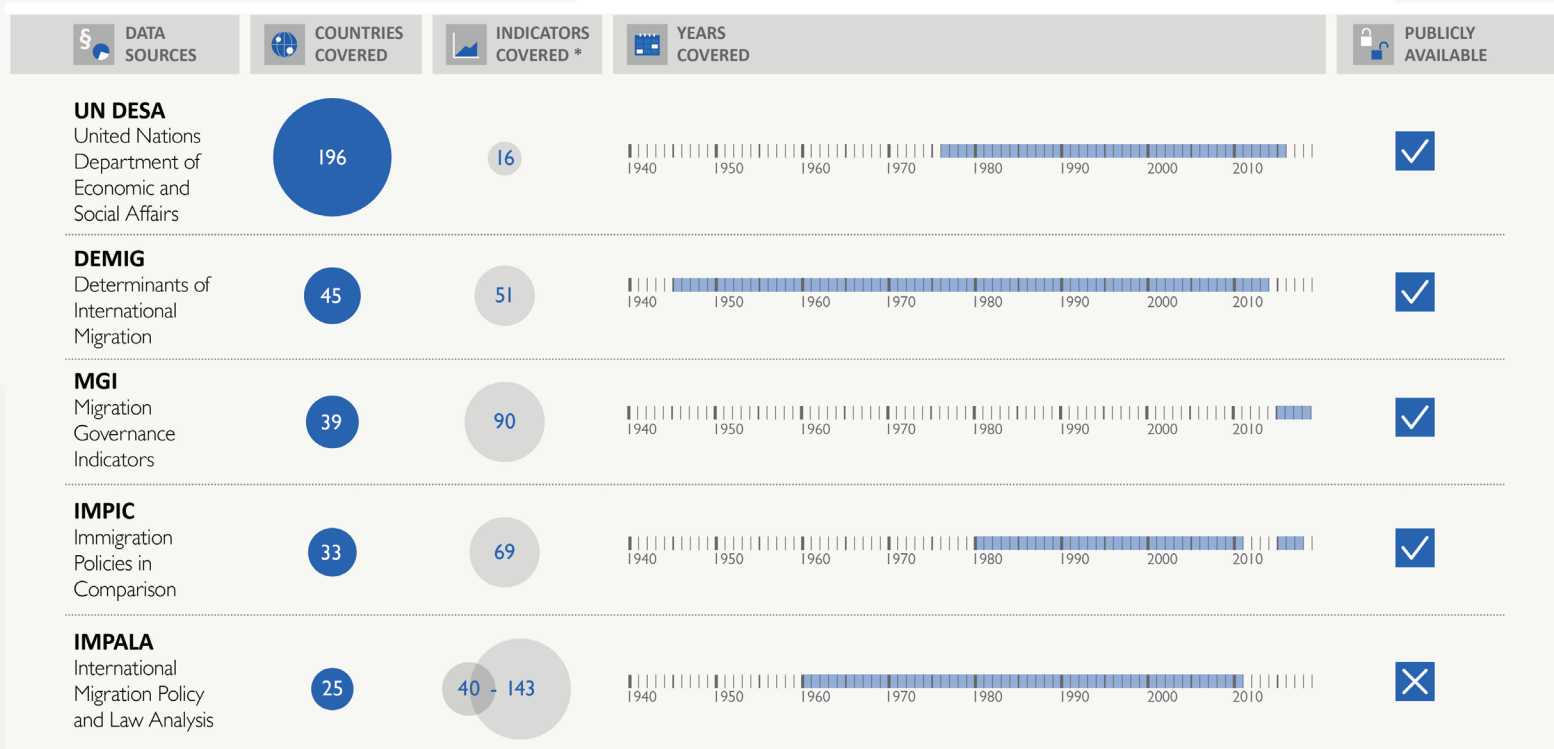 §
DATA
SOURCES
COUNTRIES
COVERED
INDICATORS
COVERED *
YEARS
COVERED
PUBLICLY
AVAILABLE
UN DESA
United Nations
Department of
Economic and
Social Affairs
196
16
1940 1950 1960 1970 1980 1990 2000 2010
DEMIG
Determinants of
International
Migration
45
51
1940 1950 1960 1970 1980 1990 2000 2010
MGI
Migration
Governance
Indicators
39
90
1940 1950 1960 1970 1980 1990 2000 2010
IMPIC
Immigration
Policies in
Comparison
33
69
1940 1950 1960 1970 1980 1990 2000 2010
IMPALA
International
Migration Policy
and Law Analysis
25
40 - 143
1940 1950 1960 1970 1980 1990 2000 2010